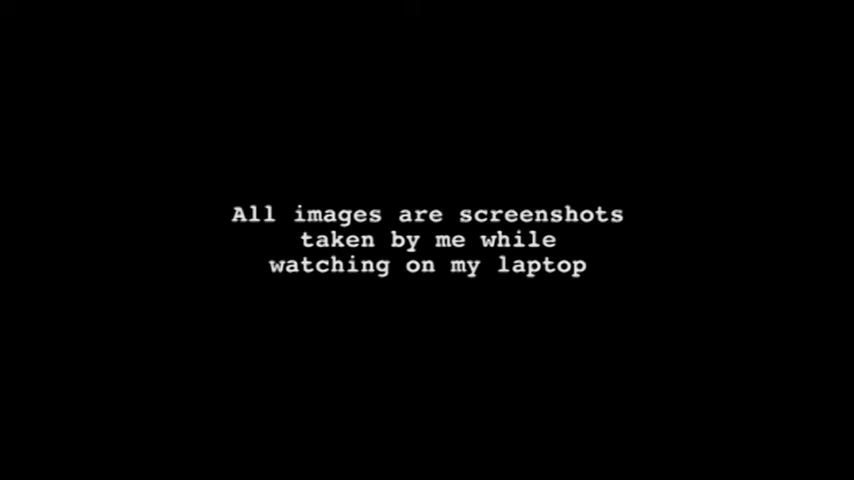 All images are screenshots
taken by me while
watching on my laptop